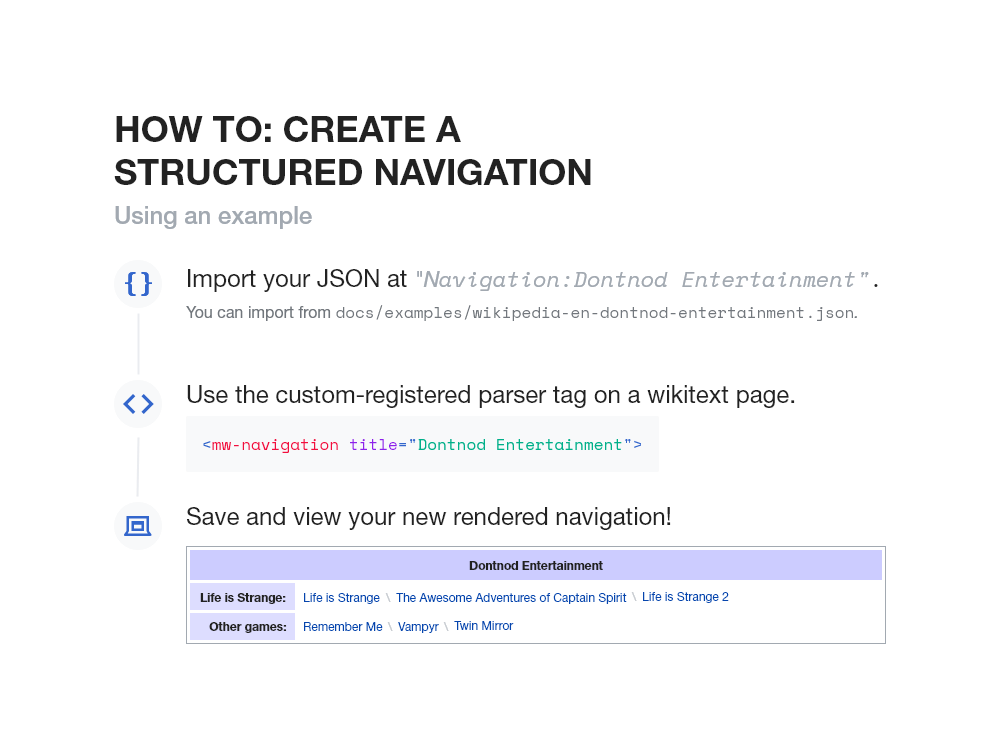 HOW TO: CREATE A
STRUCTURED NAVIGATION
Using an example
{} Import your JSON at "Navigation:Dontnod Entertainment".
You can import from docs/examples/wikipedia-en-dontnod-entertainment.json.
<> Use the custom-registered parser tag on a wikitext page.
<mw-navigation title="Dontnod Entertainment">
Save and view your new rendered navigation!
Dontnod Entertainment
Life is Strange: Life is Strange \ The Awesome Adventures of Captain Spirit \ Life is Strange 2
Other games: Remember Me \ Vampyr \ Twin Mirror